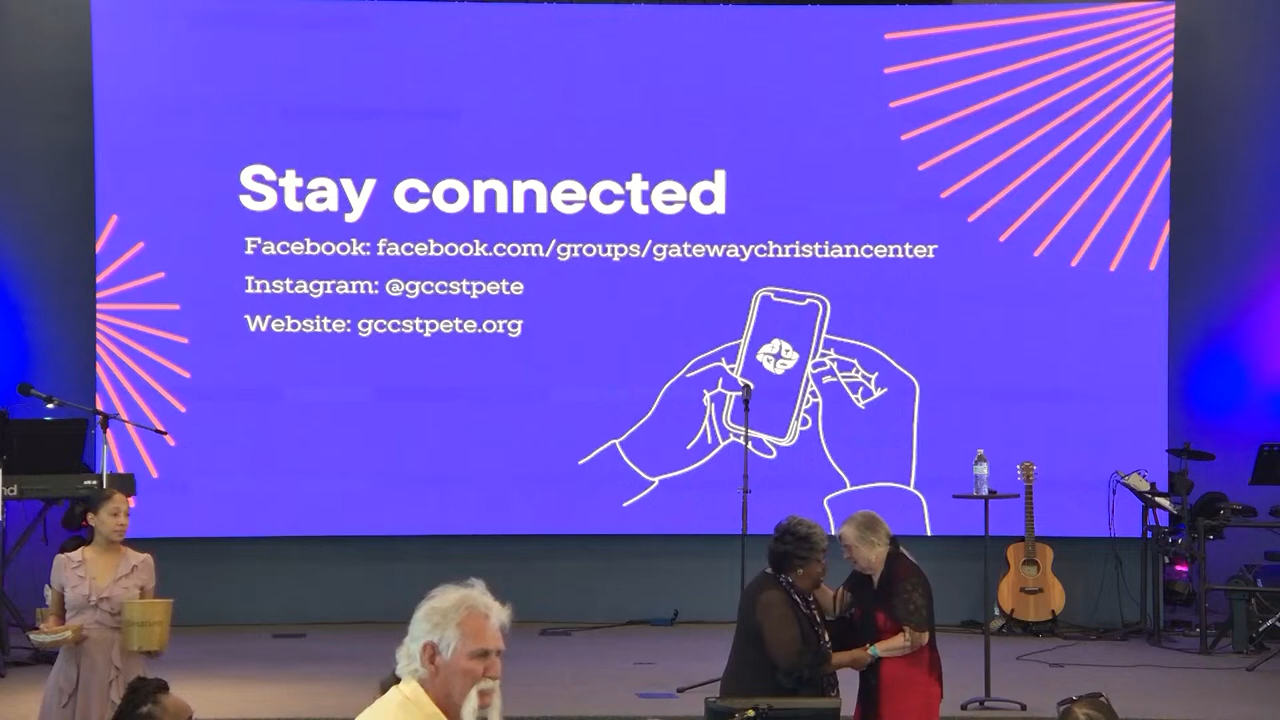 Stay connected
Facebook: facebook.com/groups/gatewaychristiancenter
Instagram: @gccstpete
Website: gccstpete.org